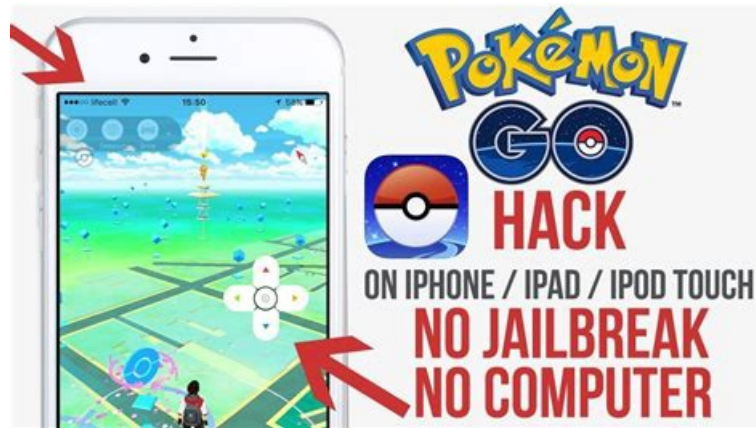 lifecell 15:50 58%
POKÉMON
GO
HACK
ON IPHONE / IPAD / IPOD TOUCH
NO JAILBREAK
NO COMPUTER